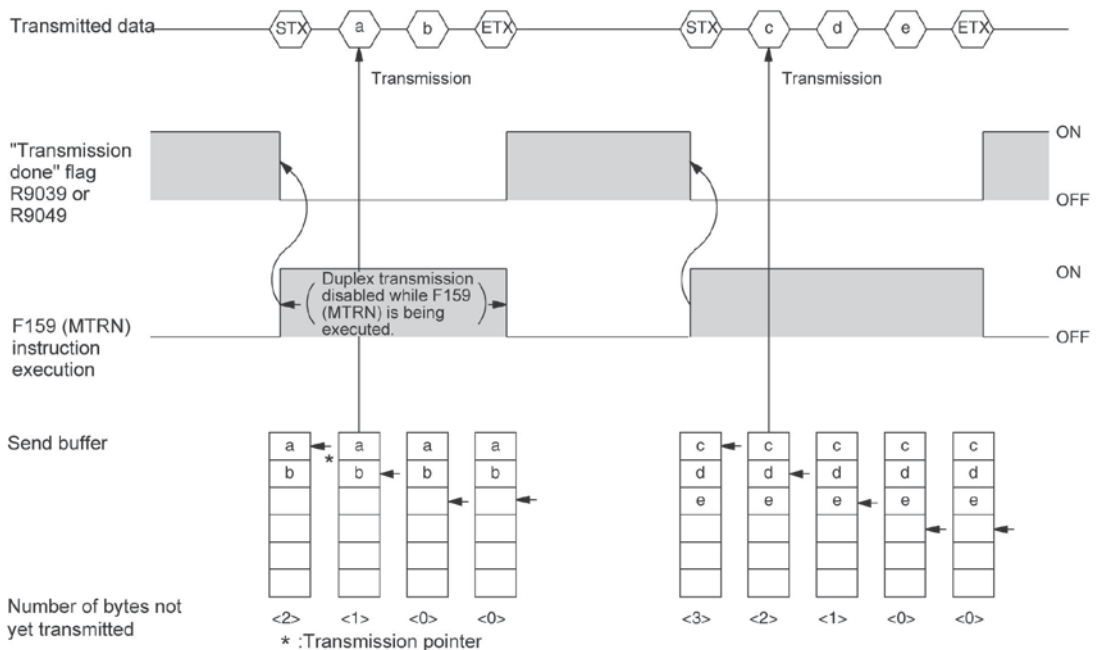 Transmitted data
STX a b ETX STX c d e ETX
Transmission Transmission
"Transmission
done" flag
R9039 or
R9049
ON
OFF
Duplex transmission
disabled while F159
(MTRN) is being
executed.
F159 (MTRN)
instruction
execution
ON
OFF
Send buffer
a a a a c c c c c
*
b b b b d d d d d
e e e e e
Number of bytes not
yet transmitted
<2> <1> <0> <0> <3> <2> <1> <0> <0>
* :Transmission pointer